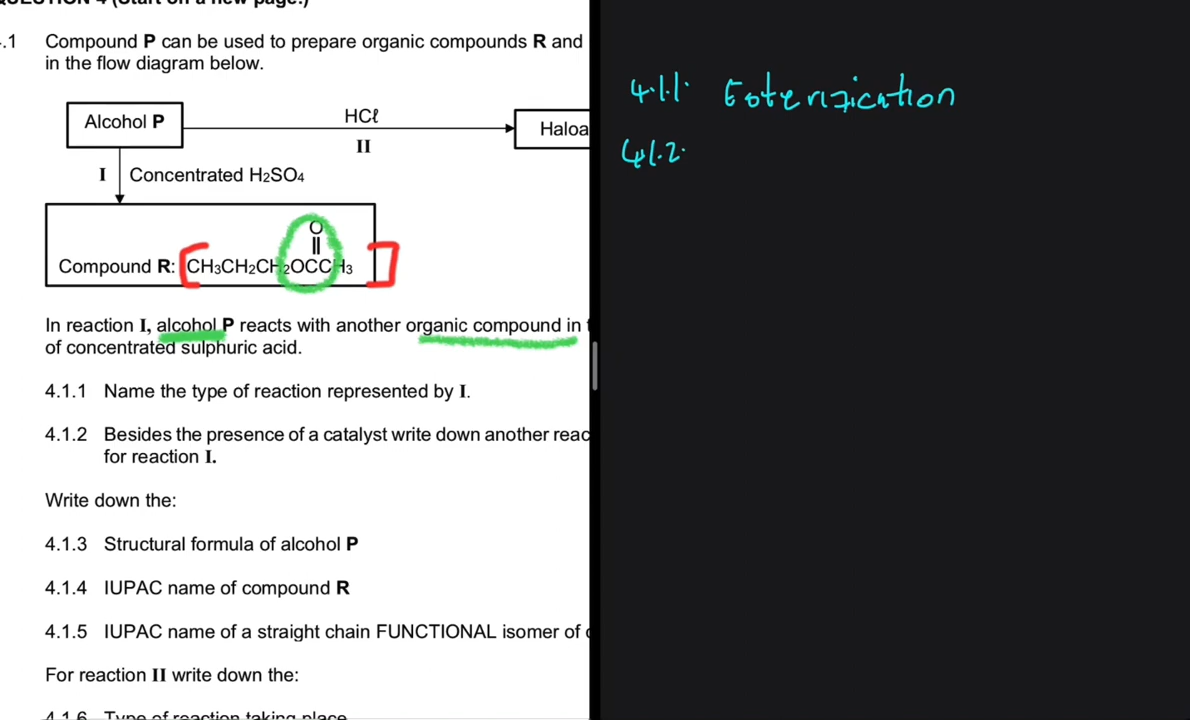 QUESTION 4 (Start on a new page.)
.1 Compound P can be used to prepare organic compounds R and
in the flow diagram below.
Alcohol P
HCℓ
II
Haloa
I Concentrated H₂SO₄
O
||
Compound R: CH₃CH₂CH₂OCCH₃
In reaction I, alcohol P reacts with another organic compound in
of concentrated sulphuric acid.
4.1.1 Name the type of reaction represented by I.
4.1.2 Besides the presence of a catalyst write down another reac
for reaction I.
Write down the:
4.1.3 Structural formula of alcohol P
4.1.4 IUPAC name of compound R
4.1.5 IUPAC name of a straight chain FUNCTIONAL isomer of
For reaction II write down the:
4.1.6 Type of reaction taking place
4.1.1. Esterification
4.1.2.